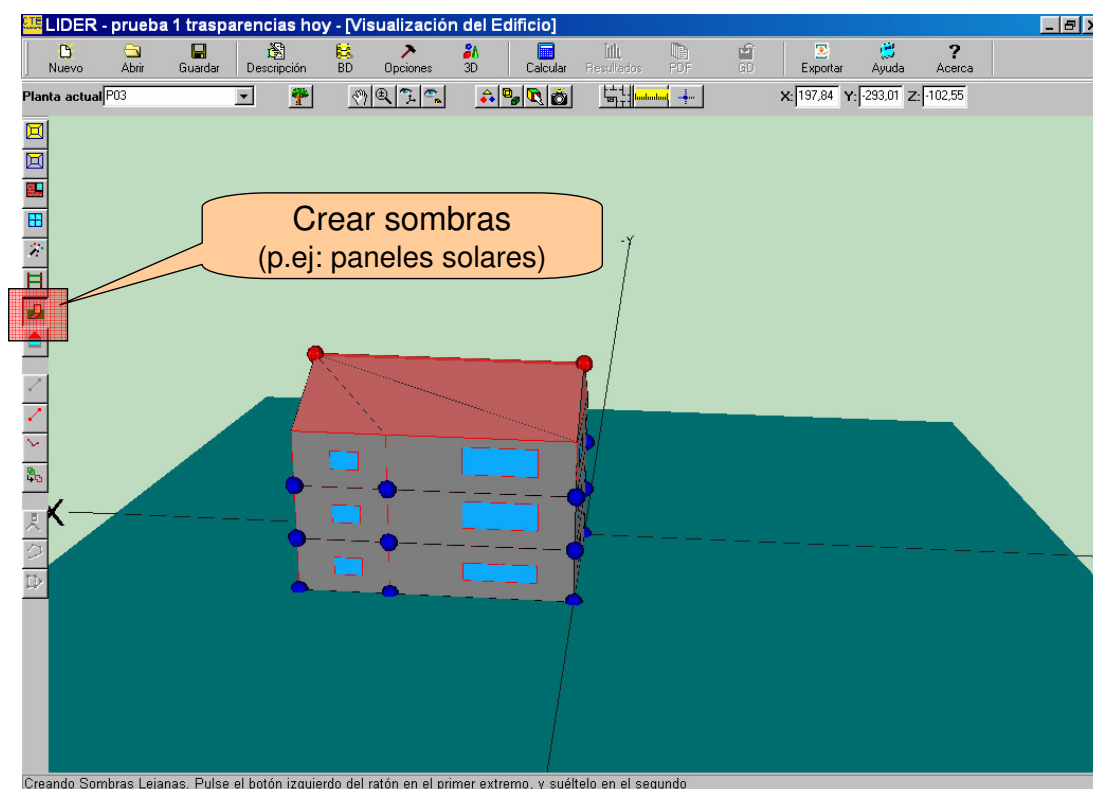 CTE LIDER - prueba 1 trasparencias hoy - [Visualización del Edificio]
Nuevo Abrir Guardar Descripción BD Opciones 3D Calcular Resultados PDF GD Exportar Ayuda Acerca
Planta actual P03 X: 197,84 Y: -293,01 Z: -102,55
Crear sombras
(p.ej: paneles solares)
-Y
X
Creando Sombras Lejanas. Pulse el botón izquierdo del ratón en el primer extremo, y suéltelo en el segundo